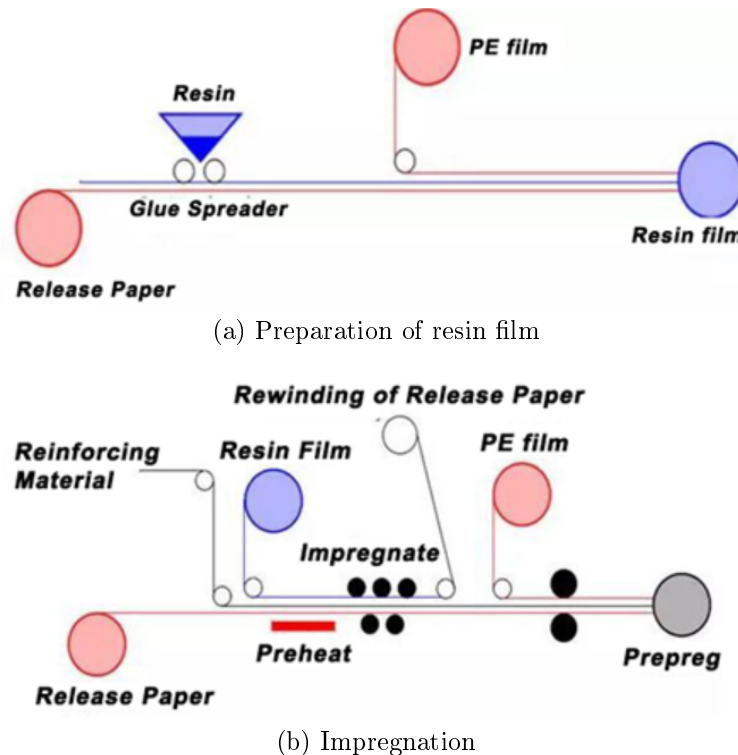 PE film
Resin
Glue Spreader
Resin film
Release Paper
(a) Preparation of resin film
Rewinding of Release Paper
Reinforcing
Material
Resin Film
PE film
Impregnate
Preheat
Prepreg
Release Paper
(b) Impregnation